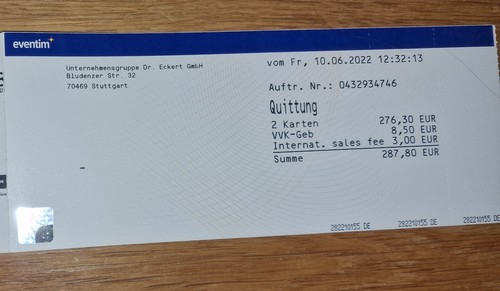 eventim
Unternehmensgruppe Dr. Eckert GmbH
Bludenzer Str. 32
70469 Stuttgart
vom Fr, 10.06.2022 12:32:13
Auftr. Nr.: 0432934746
Quittung
2 Karten 276,30 EUR
VVK-Geb 8,50 EUR
Internat. sales fee 3,00 EUR
Summe 287,80 EUR
282210155 DE 282210155 DE 282210155 DE